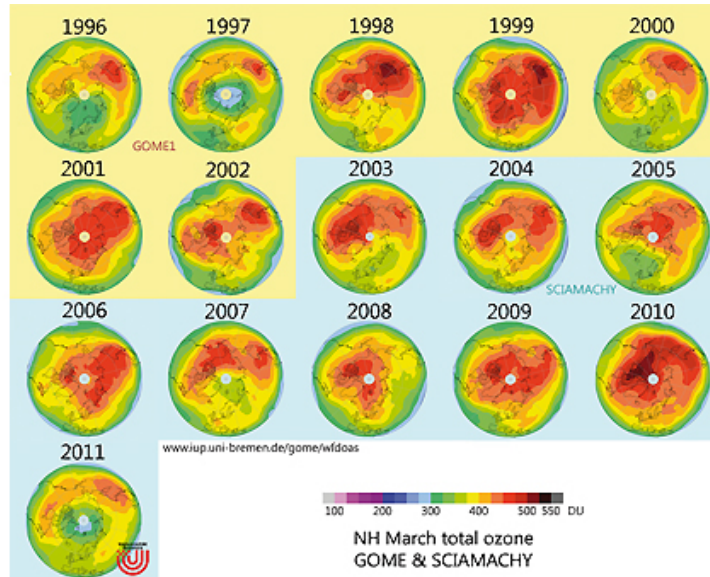 1996 1997 1998 1999 2000
GOME1
2001 2002 2003 2004 2005
SCIAMACHY
2006 2007 2008 2009 2010
2011
www.iup.uni-bremen.de/gome/wfdoas
100 200 300 400 500 550 DU
NH March total ozone
GOME & SCIAMACHY